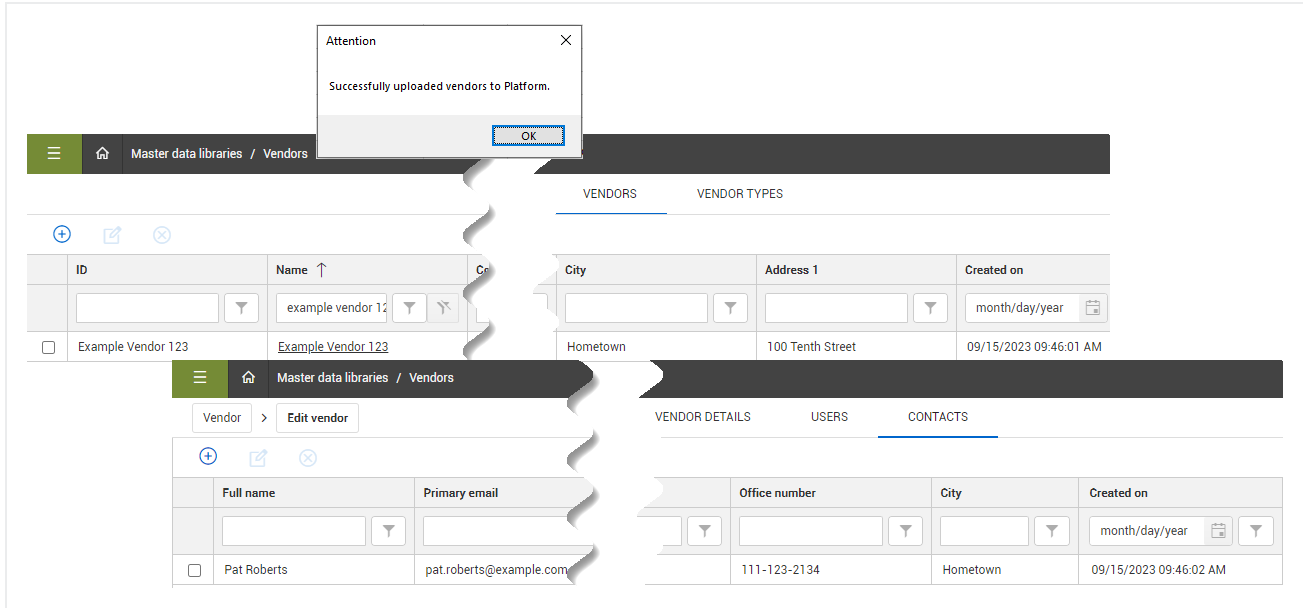 Attention
Successfully uploaded vendors to Platform.
OK
Master data libraries / Vendors
VENDORS VENDOR TYPES
ID Name City Address 1 Created on
example vendor 12 month/day/year
Example Vendor 123 Example Vendor 123 Hometown 100 Tenth Street 09/15/2023 09:46:01 AM
Master data libraries / Vendors
Vendor > Edit vendor VENDOR DETAILS USERS CONTACTS
Full name Primary email Office number City Created on
month/day/year
Pat Roberts pat.roberts@example.com 111-123-2134 Hometown 09/15/2023 09:46:02 AM